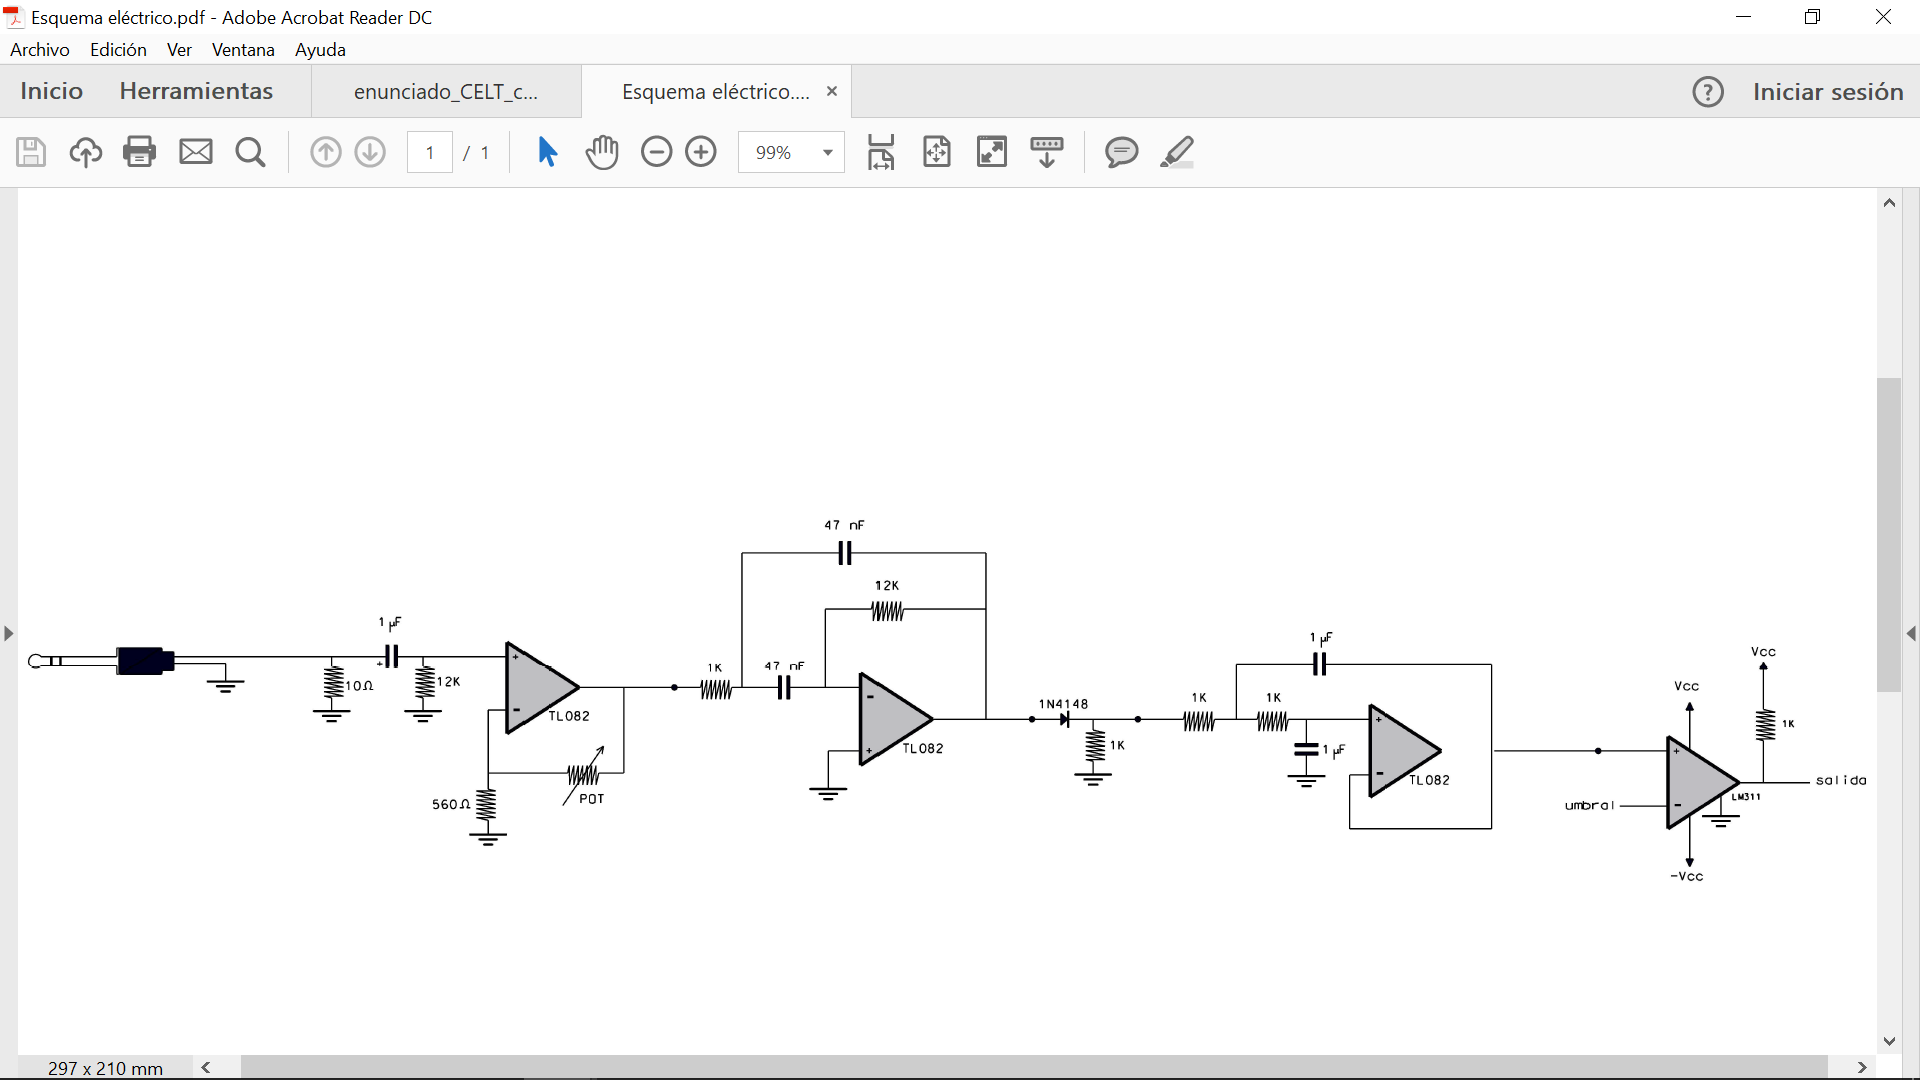 Esquema eléctrico.pdf - Adobe Acrobat Reader DC
Archivo Edición Ver Ventana Ayuda
Inicio Herramientas enunciado_CELT_c... Esquema eléctrico.... × ? Iniciar sesión
1 / 1 99%
47 nF
12K
1 µF
1 µF
Vcc
1K 47 nF
Vcc
10Ω 12K
+
-
-
1N4148
1K 1K
TL082
+
1K
1K
TL082
+
1 µF
+
560Ω
POT
-
TL082
umbral
-
LM311
salida
-Vcc
297 x 210 mm